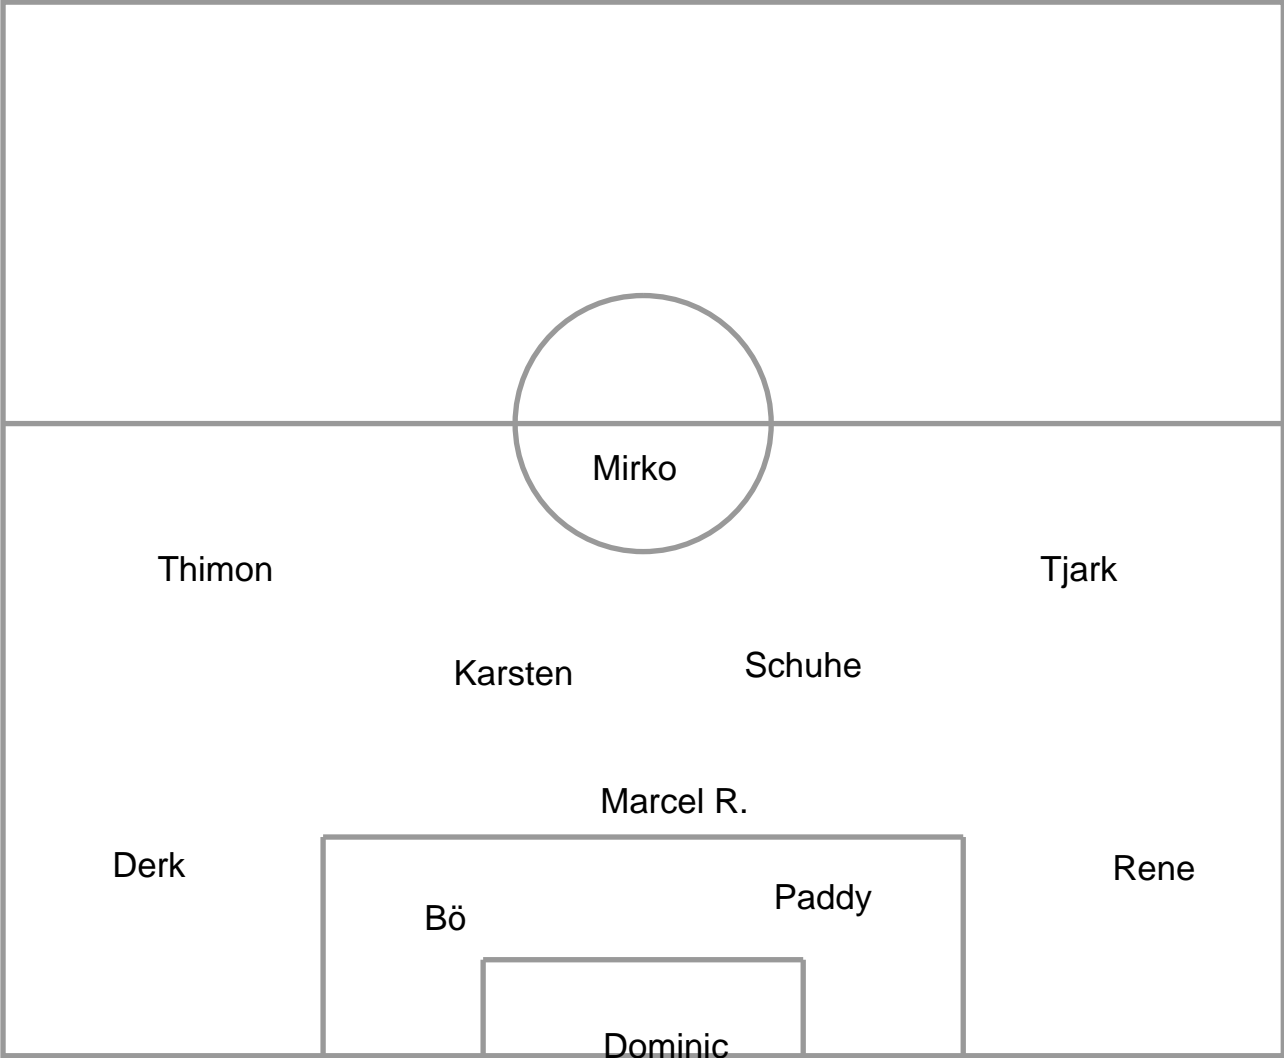 Mirko
Thimon
Tjark
Karsten
Schuhe
Marcel R.
Derk
Rene
Bö
Paddy
Dominic